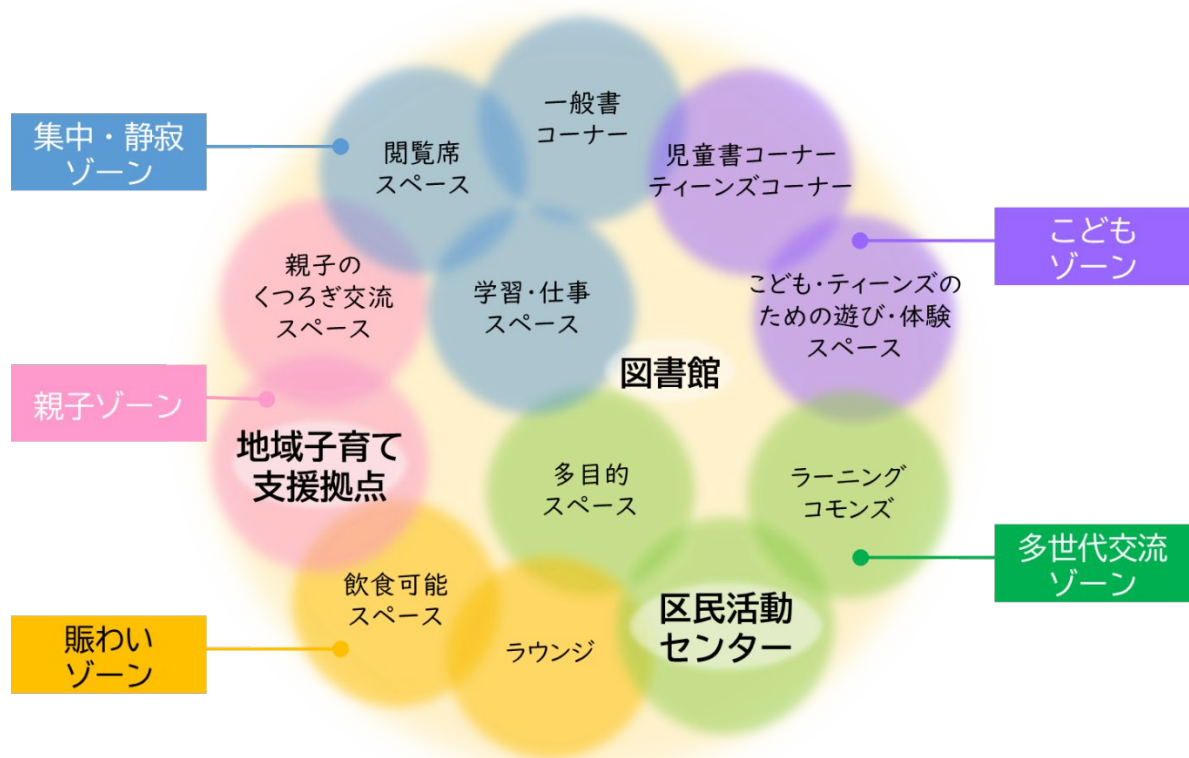 一般書
コーナー
集中・静寂
ゾーン
閲覧席
スペース
児童書コーナー
ティーンズコーナー
こども
ゾーン
親子の
くつろぎ交流
スペース
学習・仕事
スペース
こども・ティーンズの
ための遊び・体験
スペース
図書館
親子ゾーン
地域子育て
支援拠点
多目的
スペース
ラーニング
コモンズ
多世代交流
ゾーン
飲食可能
スペース
区民活動
センター
賑わい
ゾーン
ラウンジ